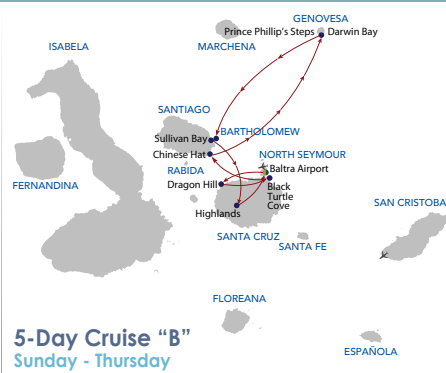 GENOVESA
Prince Phillip's Steps
Darwin Bay
ISABELA
MARCHENA
SANTIAGO
BARTHOLOMEW
Sullivan Bay
Chinese Hat
NORTH SEYMOUR
Baltra Airport
RABIDA
Dragon Hill
Black
Turtle
Cove
FERNANDINA
Highlands
SAN CRISTOBA
SANTA CRUZ
SANTA FE
FLOREANA
5-Day Cruise “B”
Sunday - Thursday
ESPAÑOLA